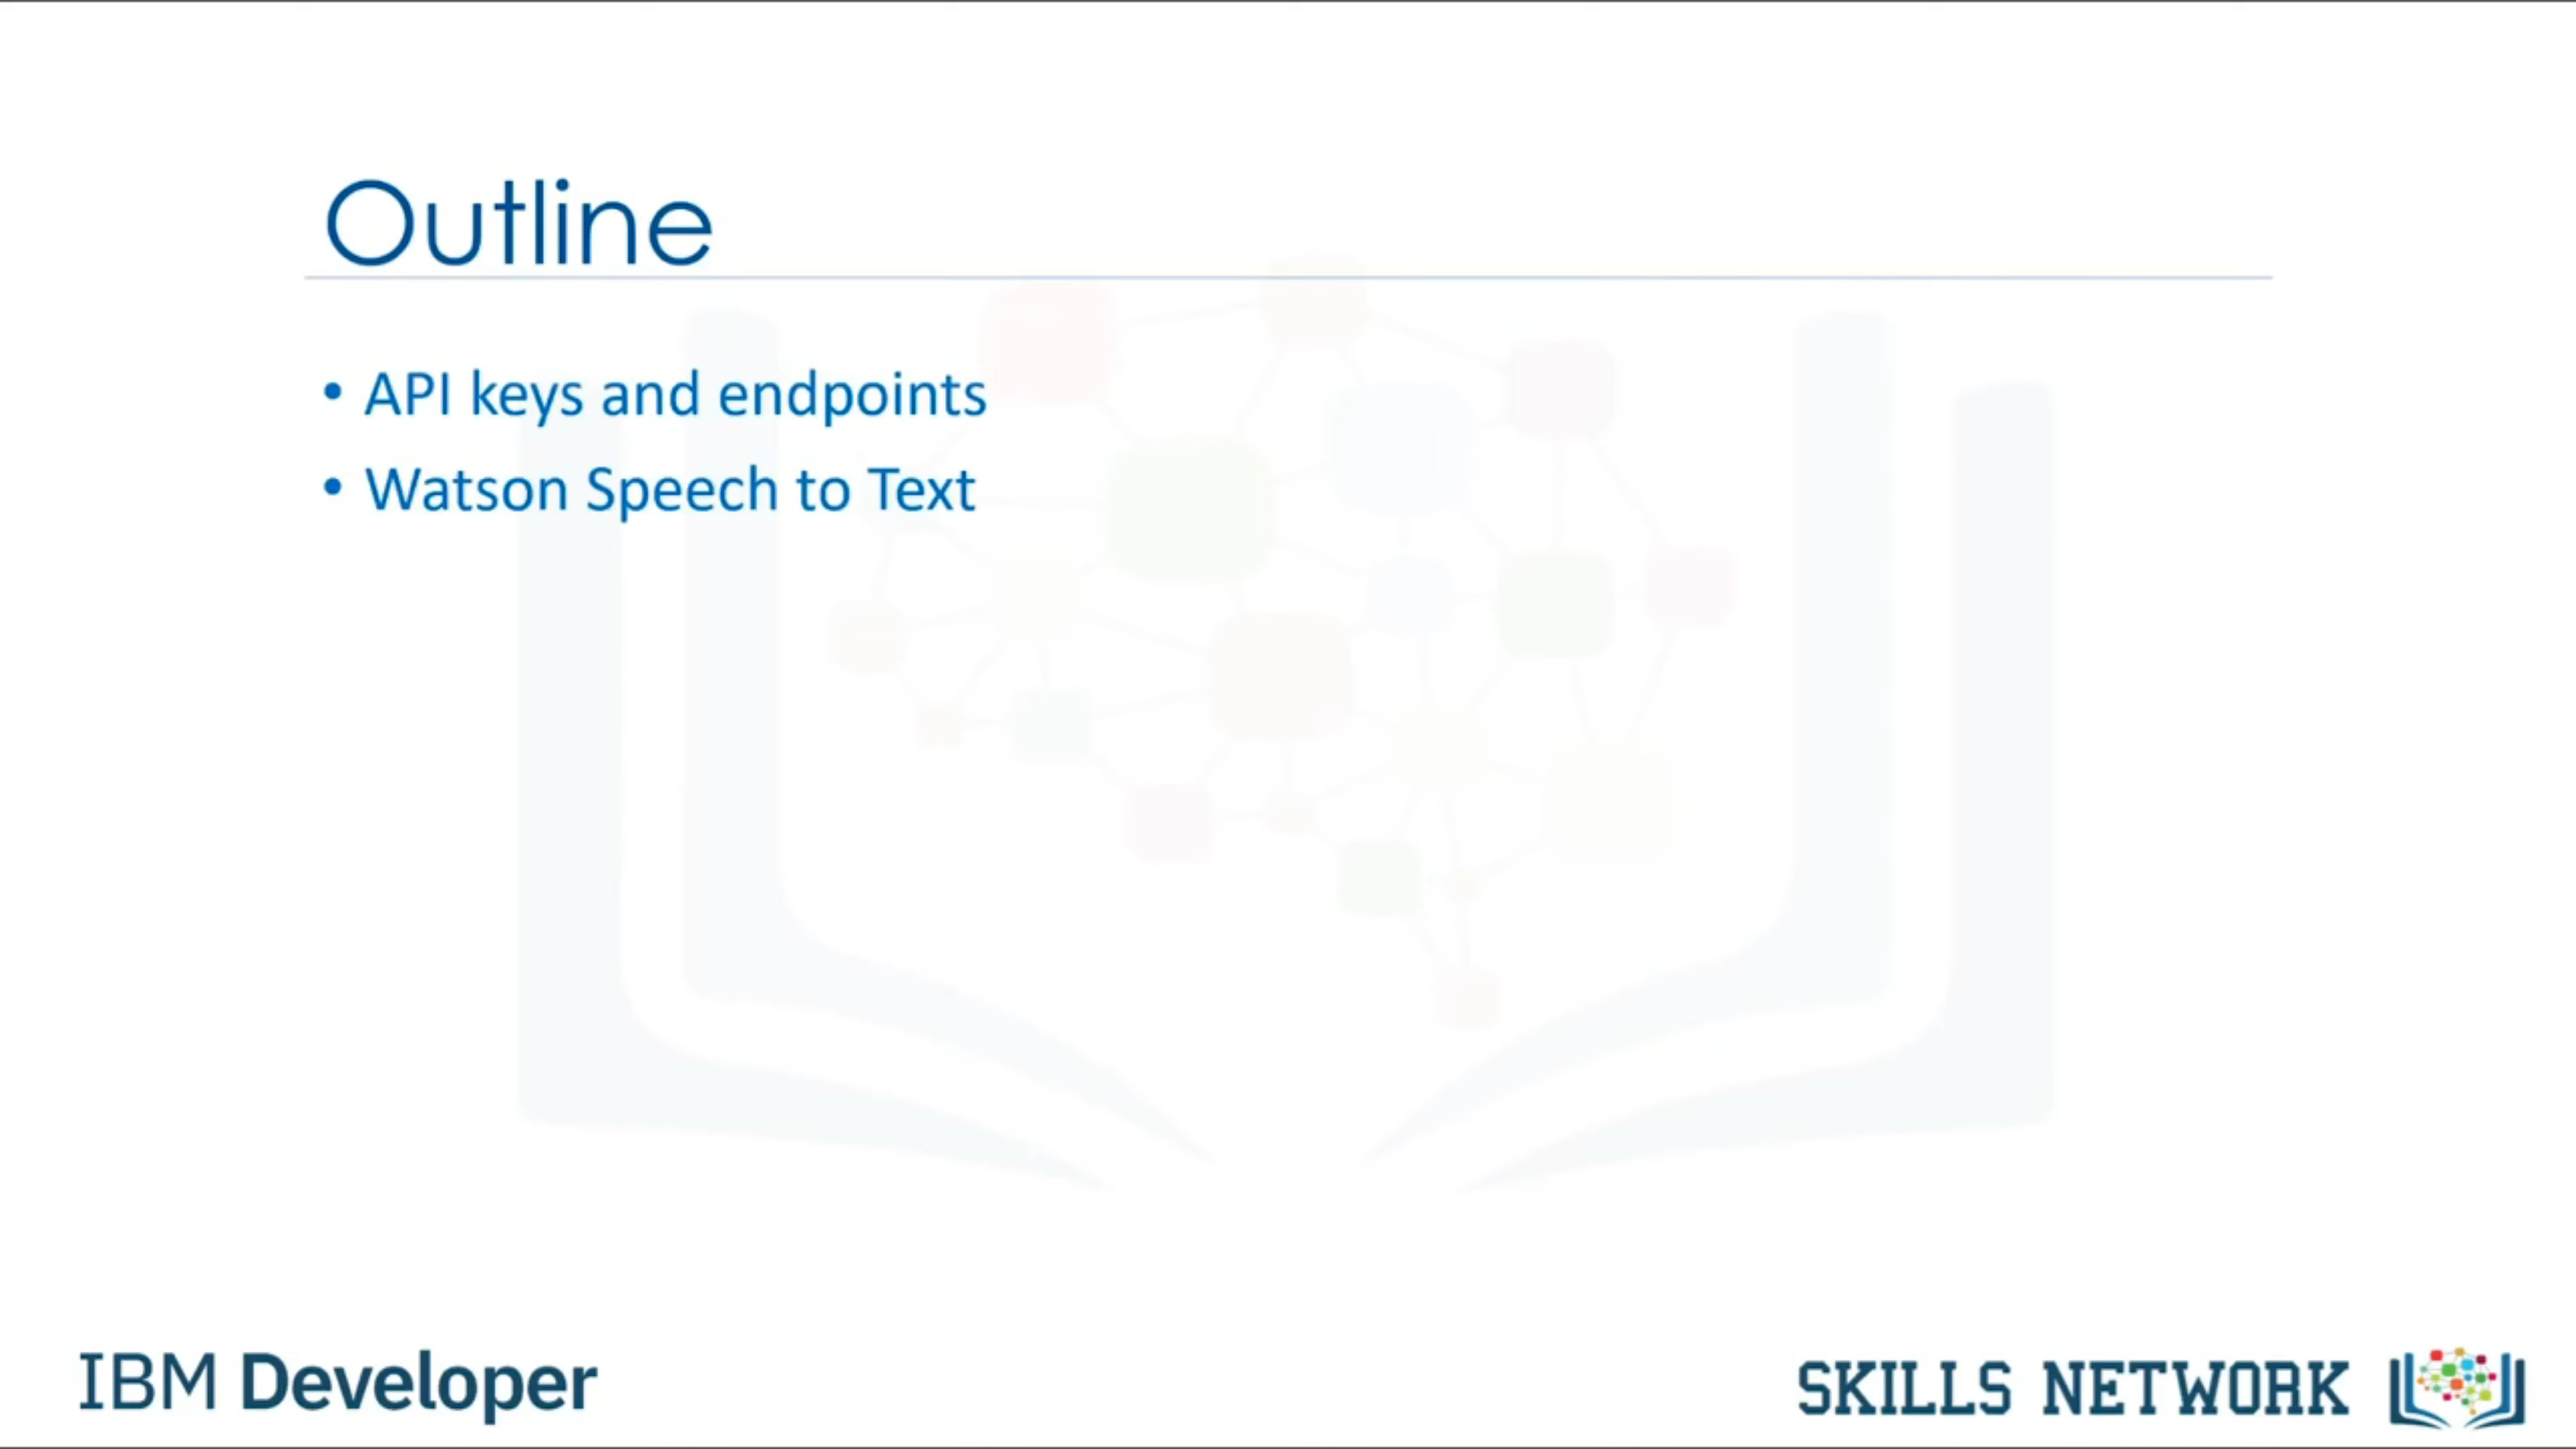 Outline
• API keys and endpoints
• Watson Speech to Text
IBM Developer
SKILLS NETWORK